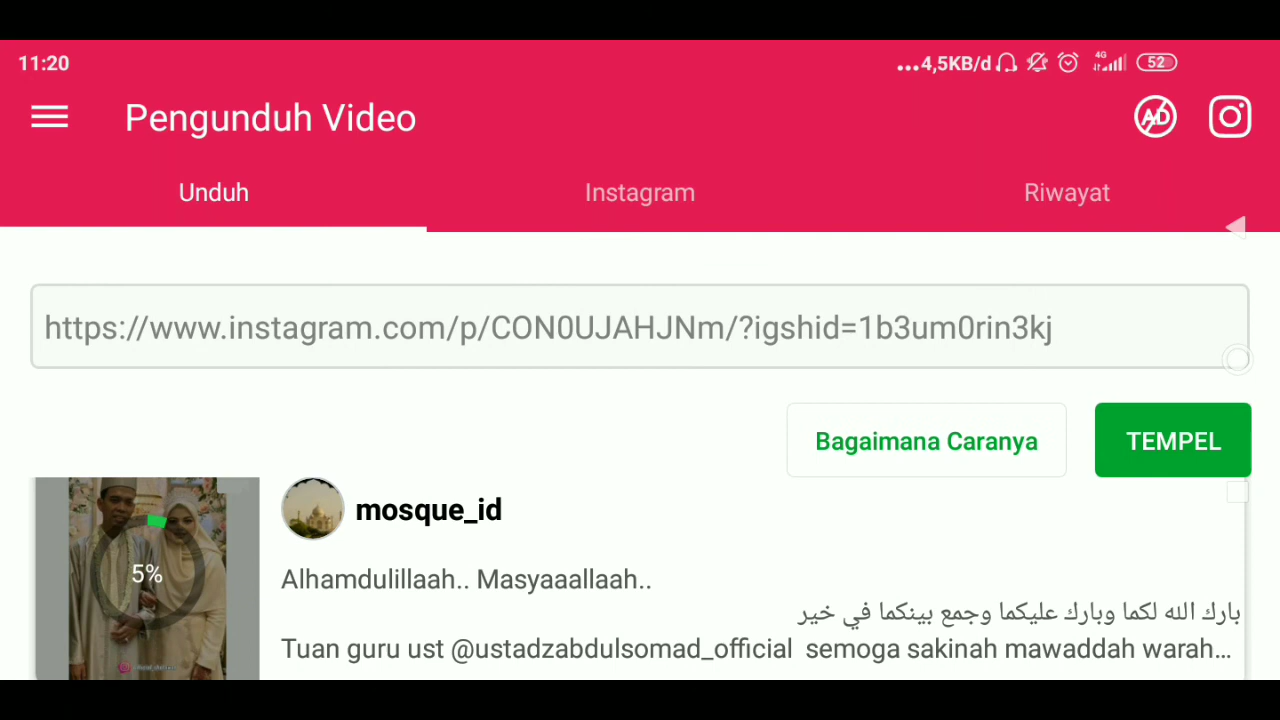 11:20
...4,5KB/d
4G
52
Pengunduh Video
AD
Unduh
Instagram
Riwayat
https://www.instagram.com/p/CON0UJAHJNm/?igshid=1b3um0rin3kj
Bagaimana Caranya
TEMPEL
5%
mosque_id
Alhamdulillaah.. Masyaaallaah..
بارك الله لكما وبارك عليكما وجمع بينكما في خير
Tuan guru ust @ustadzabdulsomad_official semoga sakinah mawaddah warah...